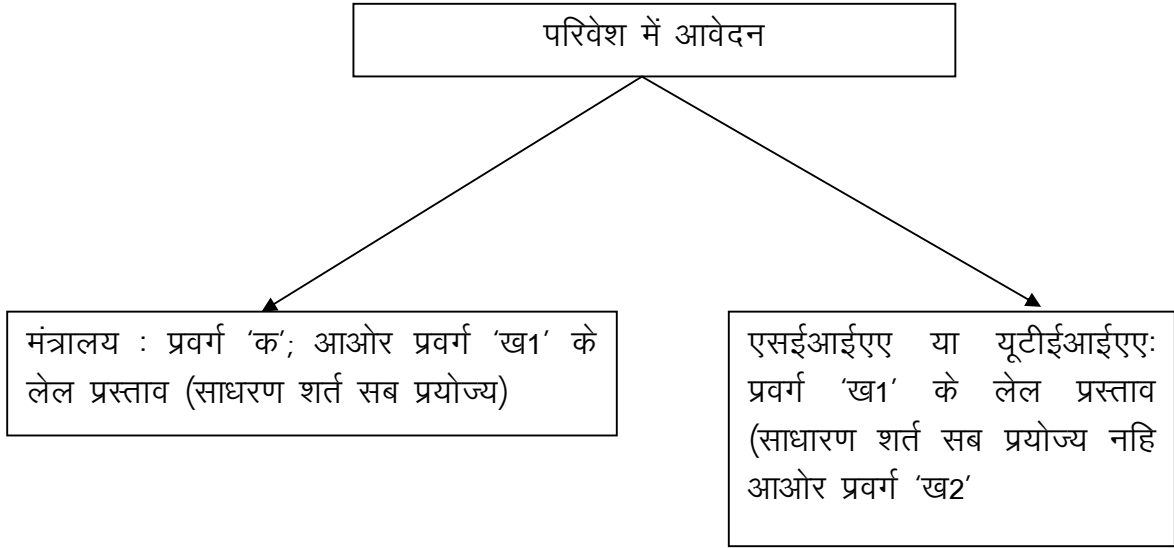 परिवेश में आवेदन
मंत्रालय : प्रवर्ग ‘क’; आओर प्रवर्ग ‘ख1’ के
लेल प्रस्ताव (साधरण शर्त सब प्रयोज्य)
एसईआईएए या यूटीईआईएएः
प्रवर्ग ‘ख1’ के लेल प्रस्ताव
(साधारण शर्त सब प्रयोज्य नहि
आओर प्रवर्ग ‘ख2’